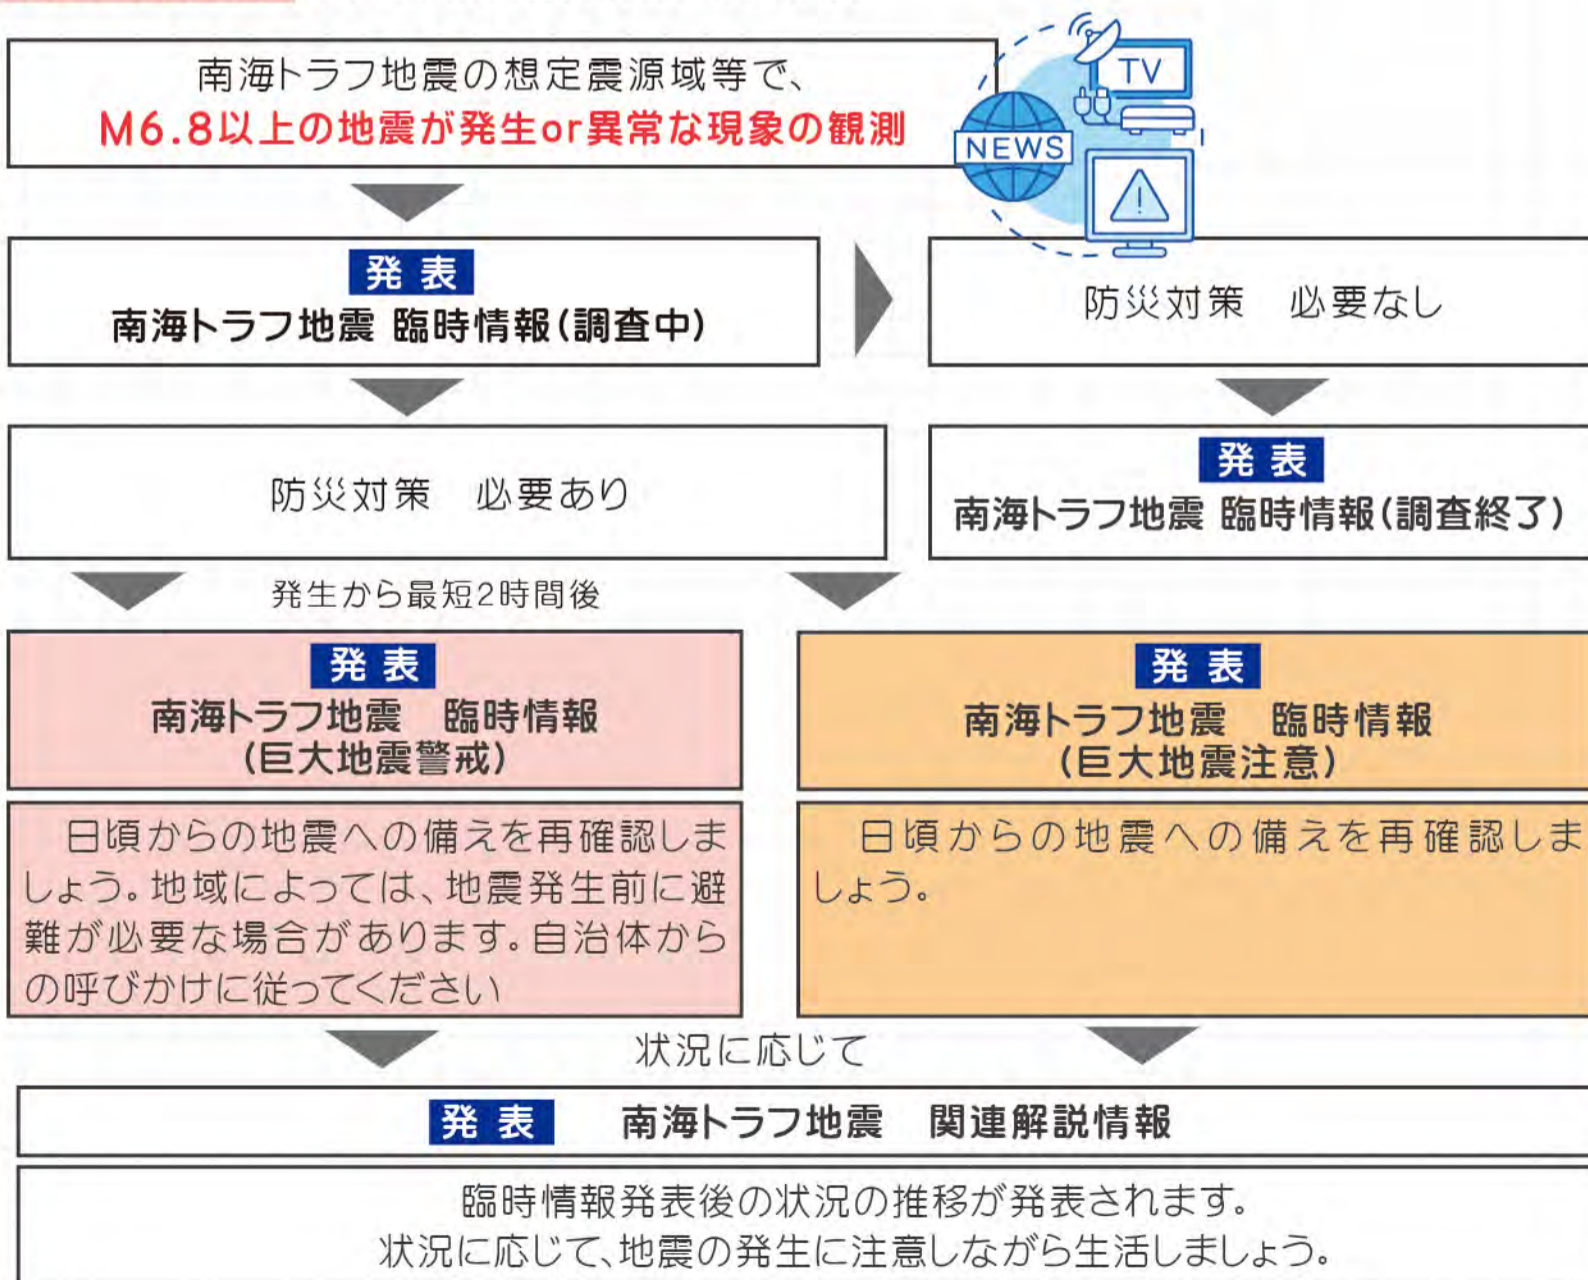 南海トラフ地震の想定震源域等で、
M6.8以上の地震が発生or異常な現象の観測
TV
NEWS
発表
南海トラフ地震 臨時情報(調査中)
防災対策　必要なし
防災対策　必要あり
発表
南海トラフ地震 臨時情報(調査終了)
発生から最短2時間後
発表
南海トラフ地震　臨時情報
(巨大地震警戒)
日頃からの地震への備えを再確認しま
しょう。地域によっては、地震発生前に避
難が必要な場合があります。自治体から
の呼びかけに従ってください
発表
南海トラフ地震　臨時情報
(巨大地震注意)
日頃からの地震への備えを再確認しま
しょう。
状況に応じて
発表　南海トラフ地震　関連解説情報
臨時情報発表後の状況の推移が発表されます。
状況に応じて、地震の発生に注意しながら生活しましょう。